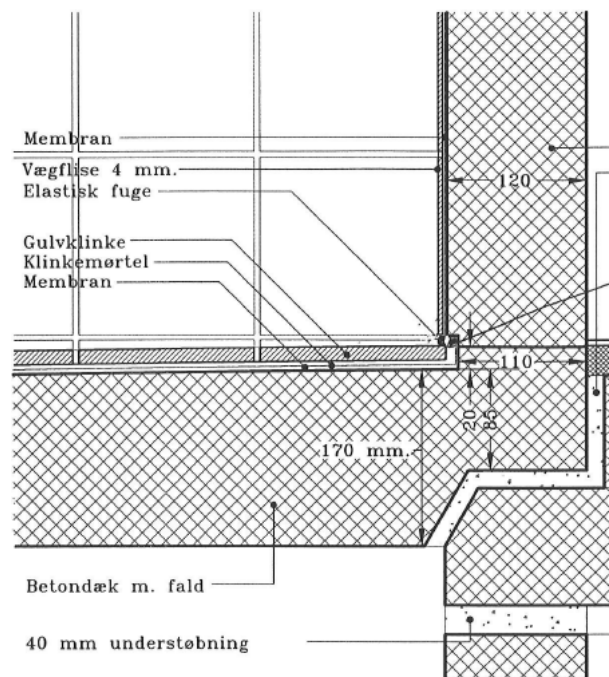 Membran
Vægflise 4 mm.
Elastisk fuge
120
Gulvklinke
Klinkemørtel
Membran
110
20
85
170 mm.
Betondæk m. fald
40 mm understøbning